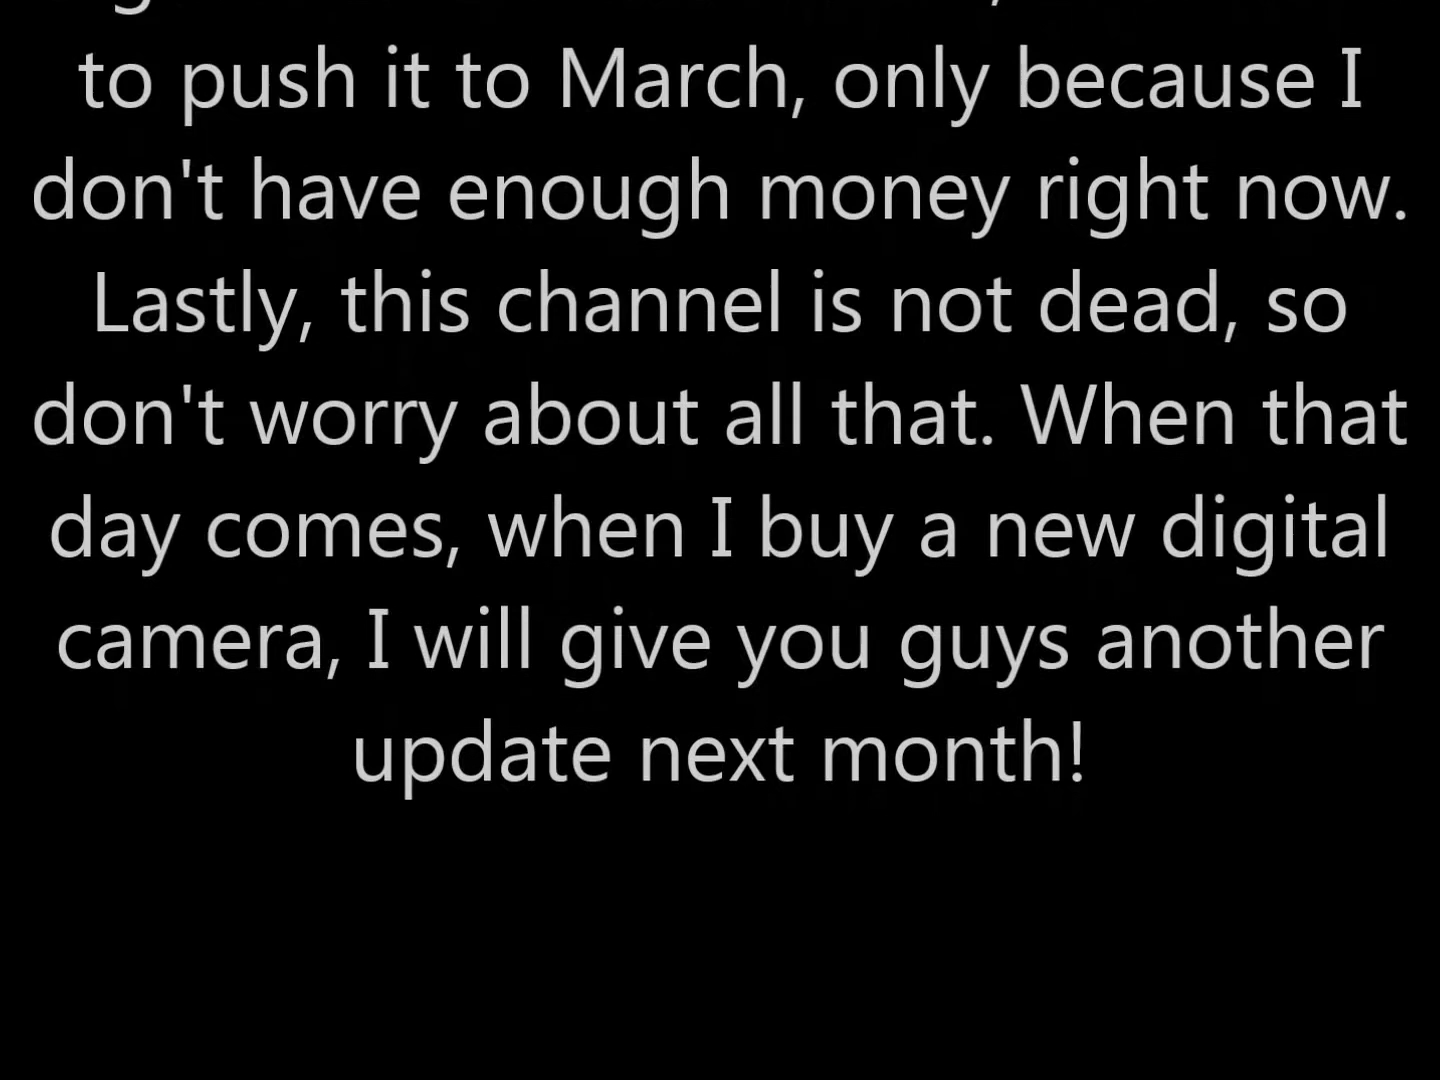 to push it to March, only because I
don't have enough money right now.
Lastly, this channel is not dead, so
don't worry about all that. When that
day comes, when I buy a new digital
camera, I will give you guys another
update next month!